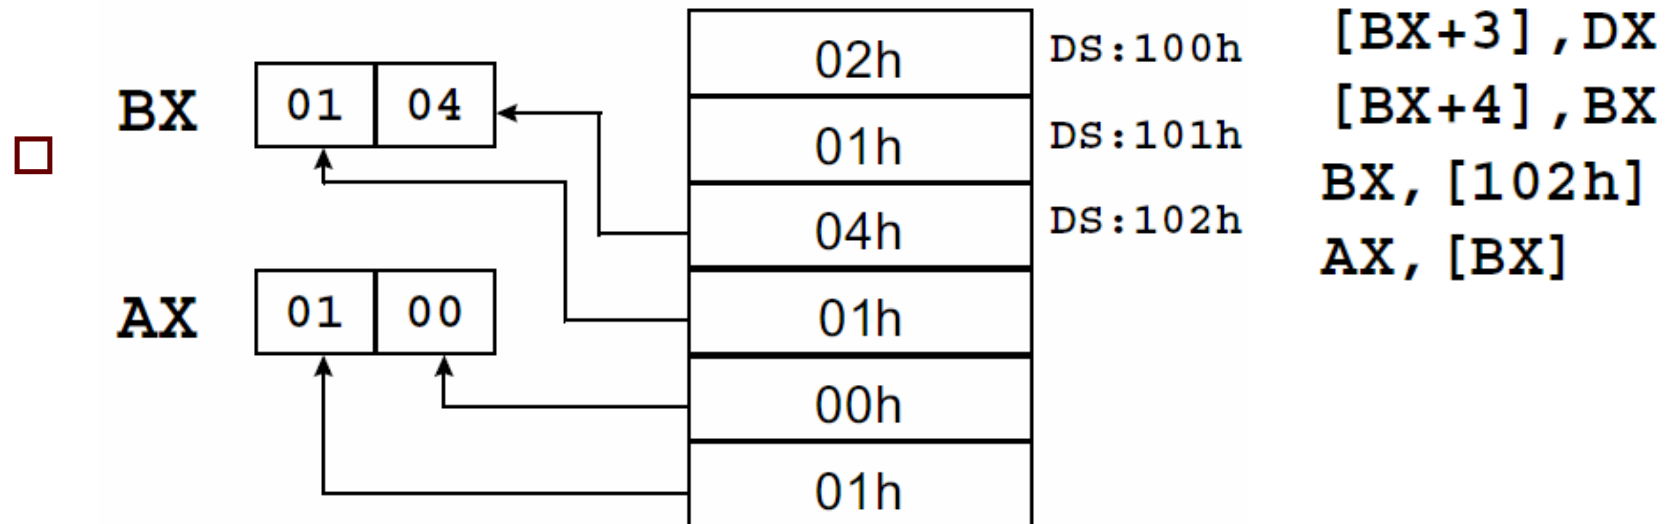 02h DS:100h [BX+3],DX
BX 01 04 01h DS:101h [BX+4],BX
04h DS:102h BX,[102h]
AX 01 00 01h AX,[BX]
00h
01h